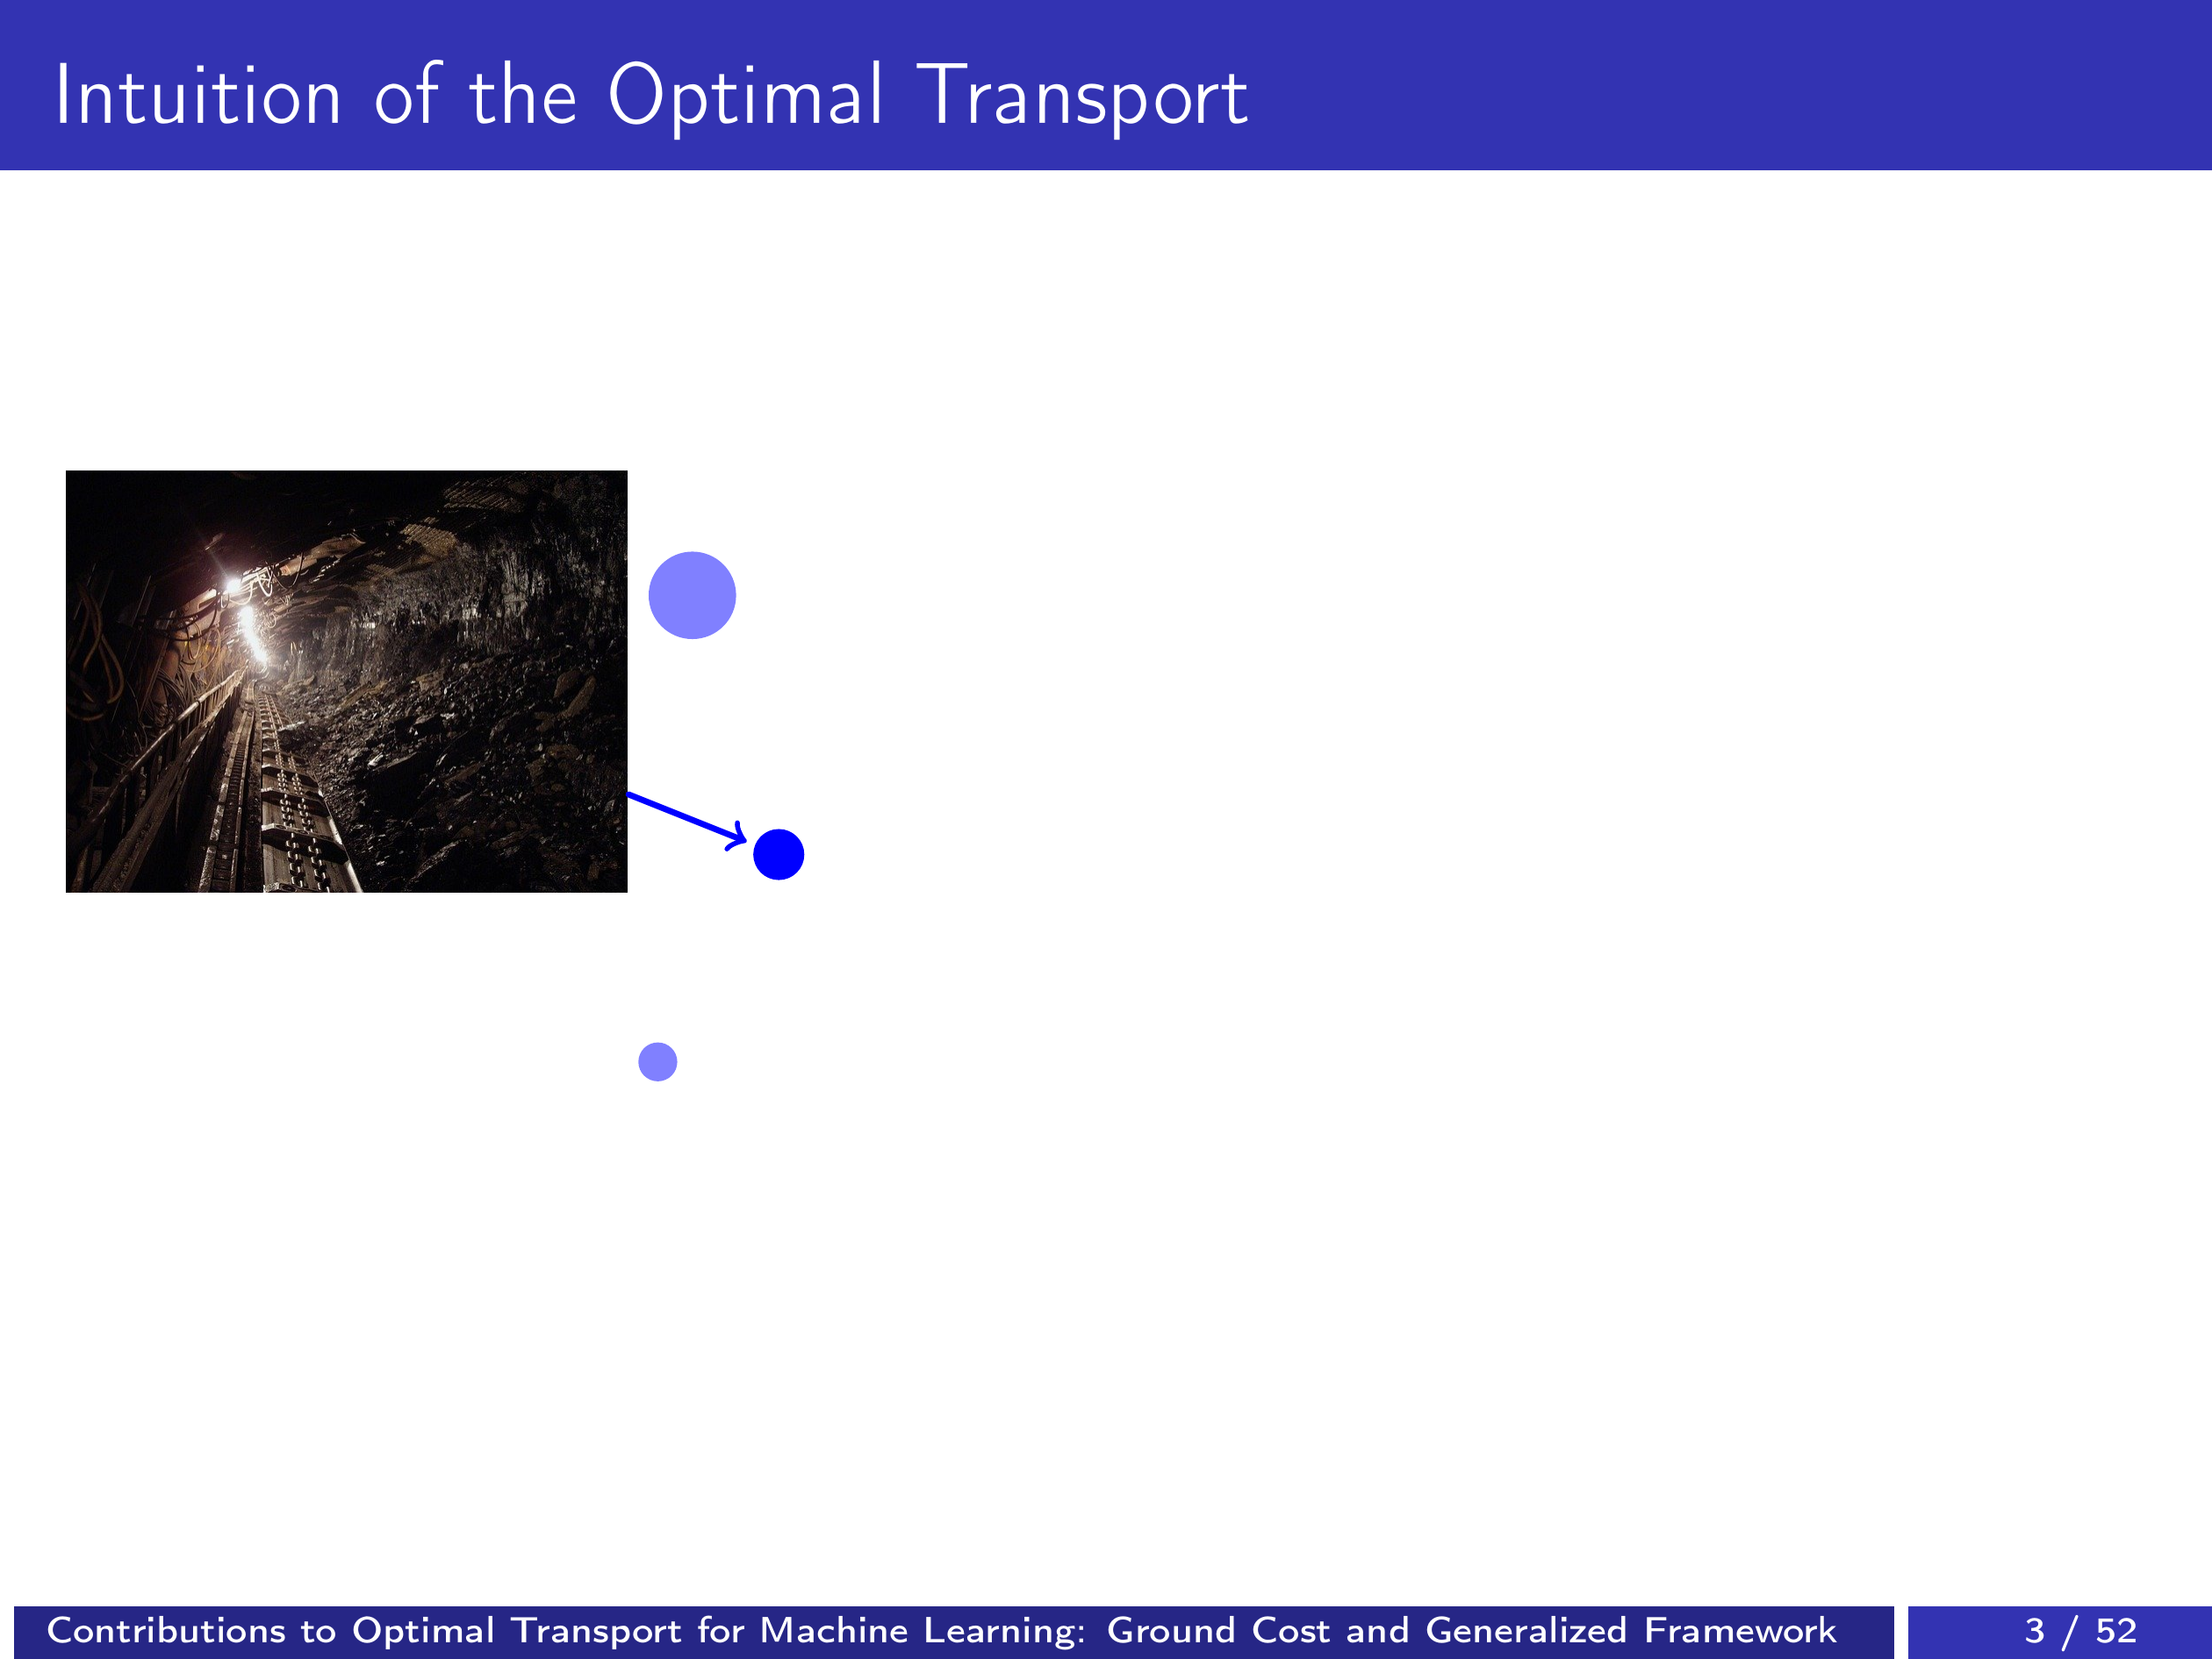 Intuition of the Optimal Transport
Contributions to Optimal Transport for Machine Learning: Ground Cost and Generalized Framework
3 / 52